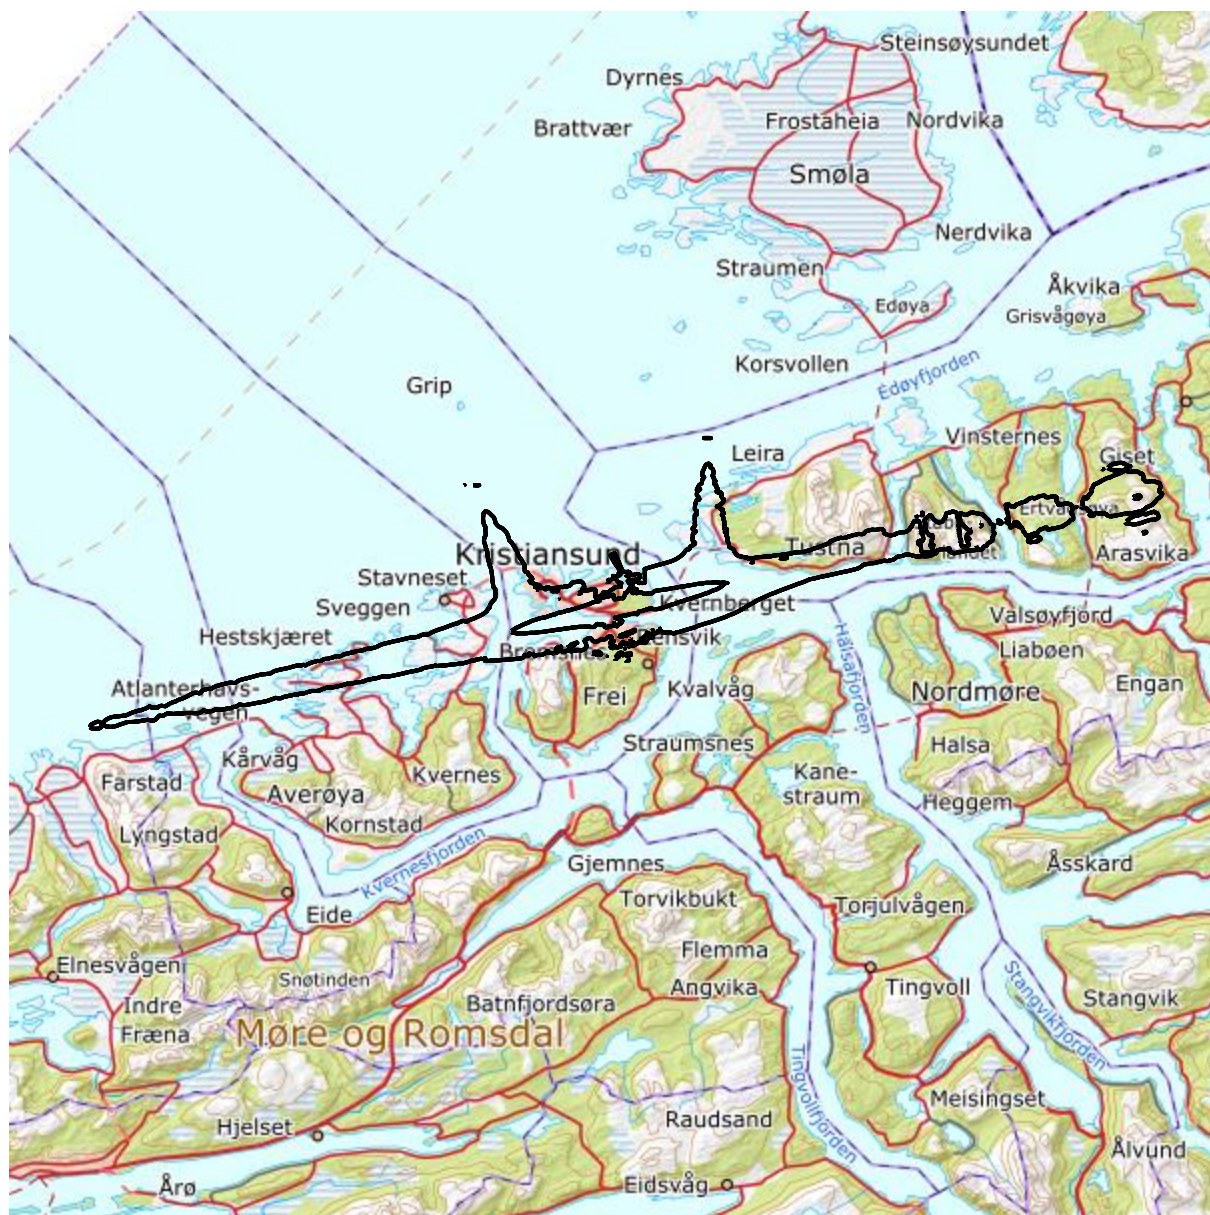 Steinsøysundet
Dyrnes
Brattvær
Frostaheia
Nordvika
Smøla
Nerdvika
Straumen
Åkvika
Edøya
Grisvågøya
Korsvollen
Edøyfjorden
Grip
Leira
Vinsternes
Giset
Ertvågsøya
Kristiansund
Tustna
Arasvika
Stavneset
Sveggen
Kvernberget
Valsøyfjord
Hestskjæret
Rensvik
Liabøen
Halsafjorden
Atlanterhavs-
vegen
Frei
Kvalvåg
Nordmøre
Engan
Kårvåg
Straumsnes
Halsa
Farstad
Kvernes
Kane-
straum
Averøya
Heggem
Lyngstad
Kornstad
Kvernesfjorden
Gjemnes
Åsskard
Torvikbukt
Torjulvågen
Eide
Flemma
Elnesvågen
Snøtinden
Angvika
Tingvoll
Stangvikfjorden
Stangvik
Indre
Fræna
Batnfjordsøra
Møre og Romsdal
Tingvollfjorden
Meisingset
Raudsand
Hjelset
Ålvund
Årø
Eidsvåg